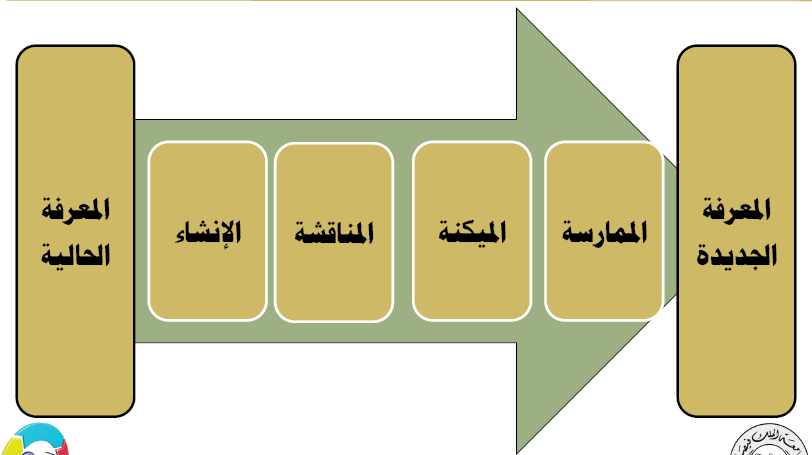 المعرفة
الحالية
الإنشاء
المناقشة
الميكنة
الممارسة
المعرفة
الجديدة